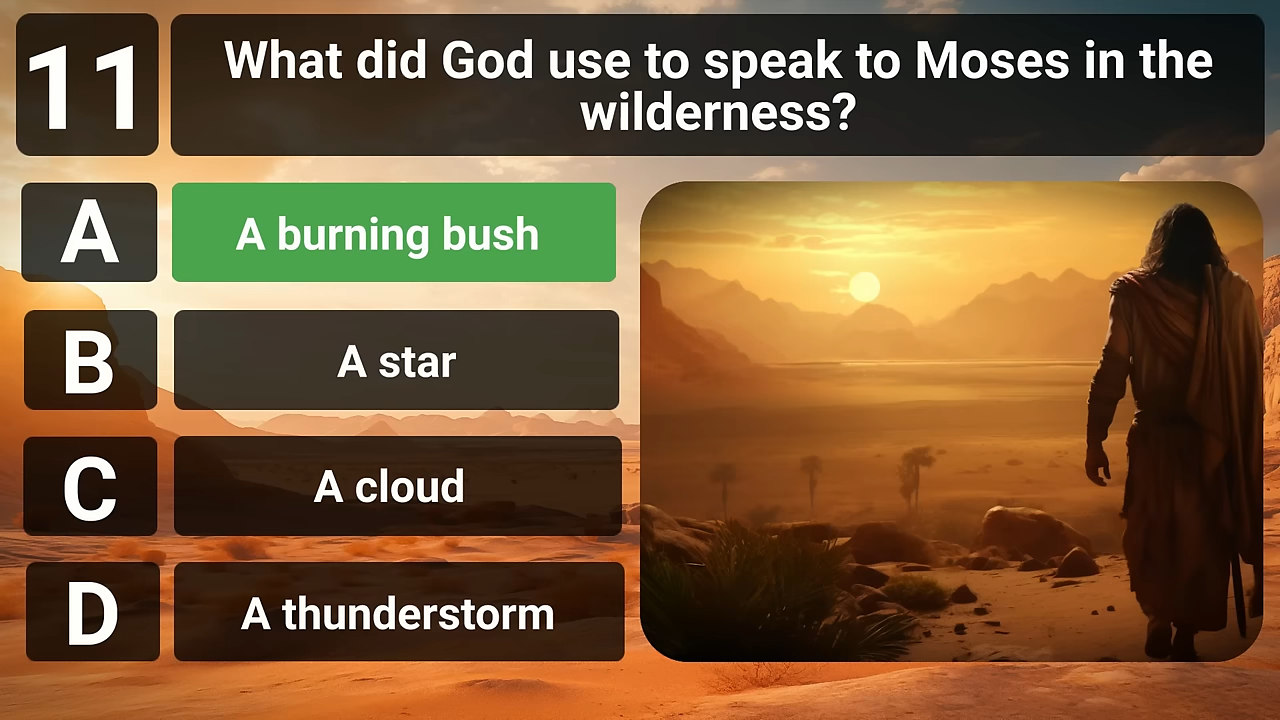 11
What did God use to speak to Moses in the
wilderness?
A
A burning bush
B
A star
C
A cloud
D
A thunderstorm